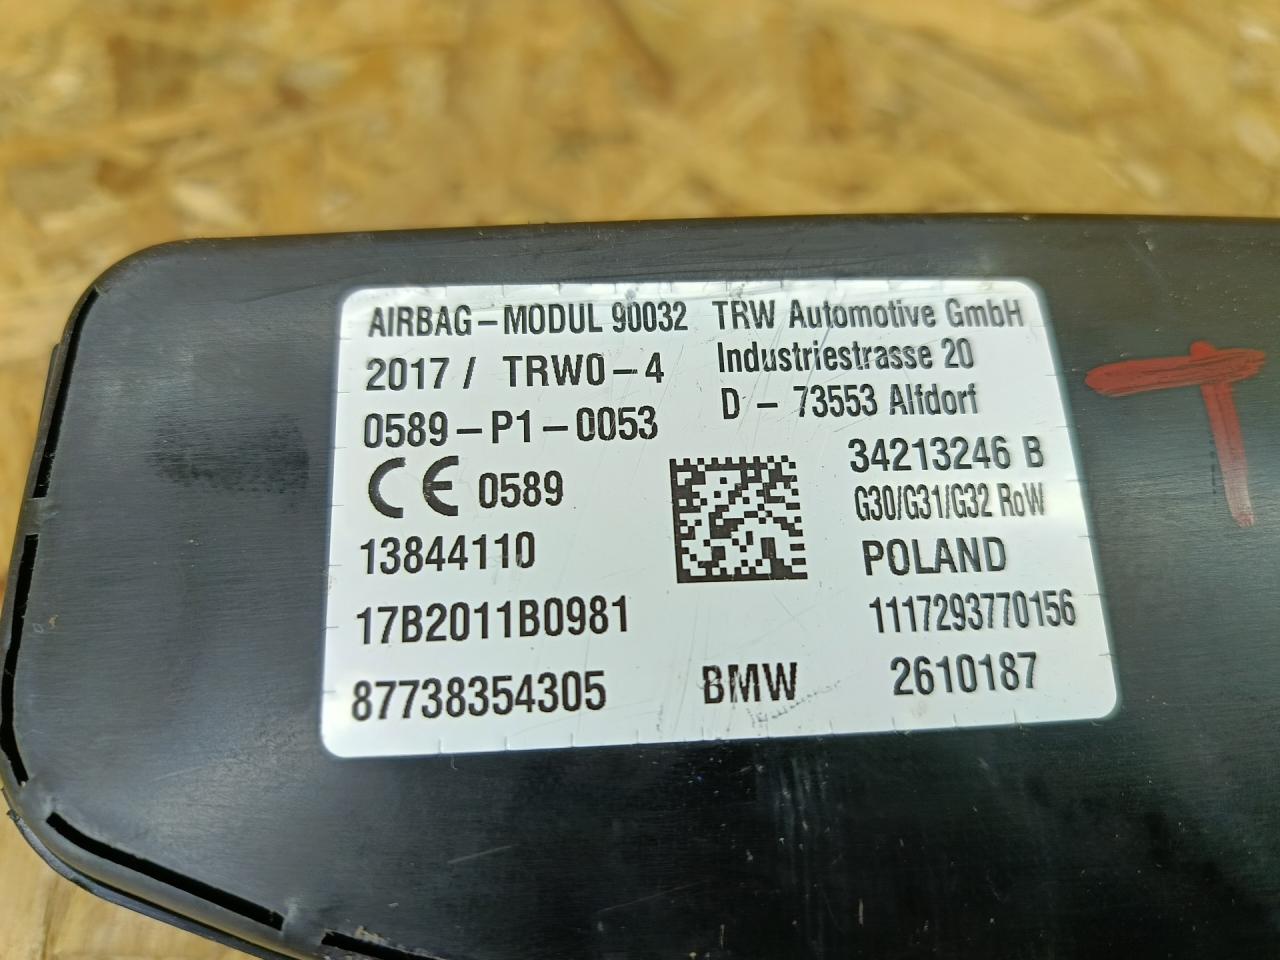 AIRBAG-MODUL 90032
2017 / TRW0-4
0589-P1-0053
CE 0589
13844110
17B2011B0981
87738354305
TRW Automotive GmbH
Industriestrasse 20
D - 73553 Alfdorf
34213246 B
G30/G31/G32 RoW
POLAND
1117293770156
BMW 2610187
T